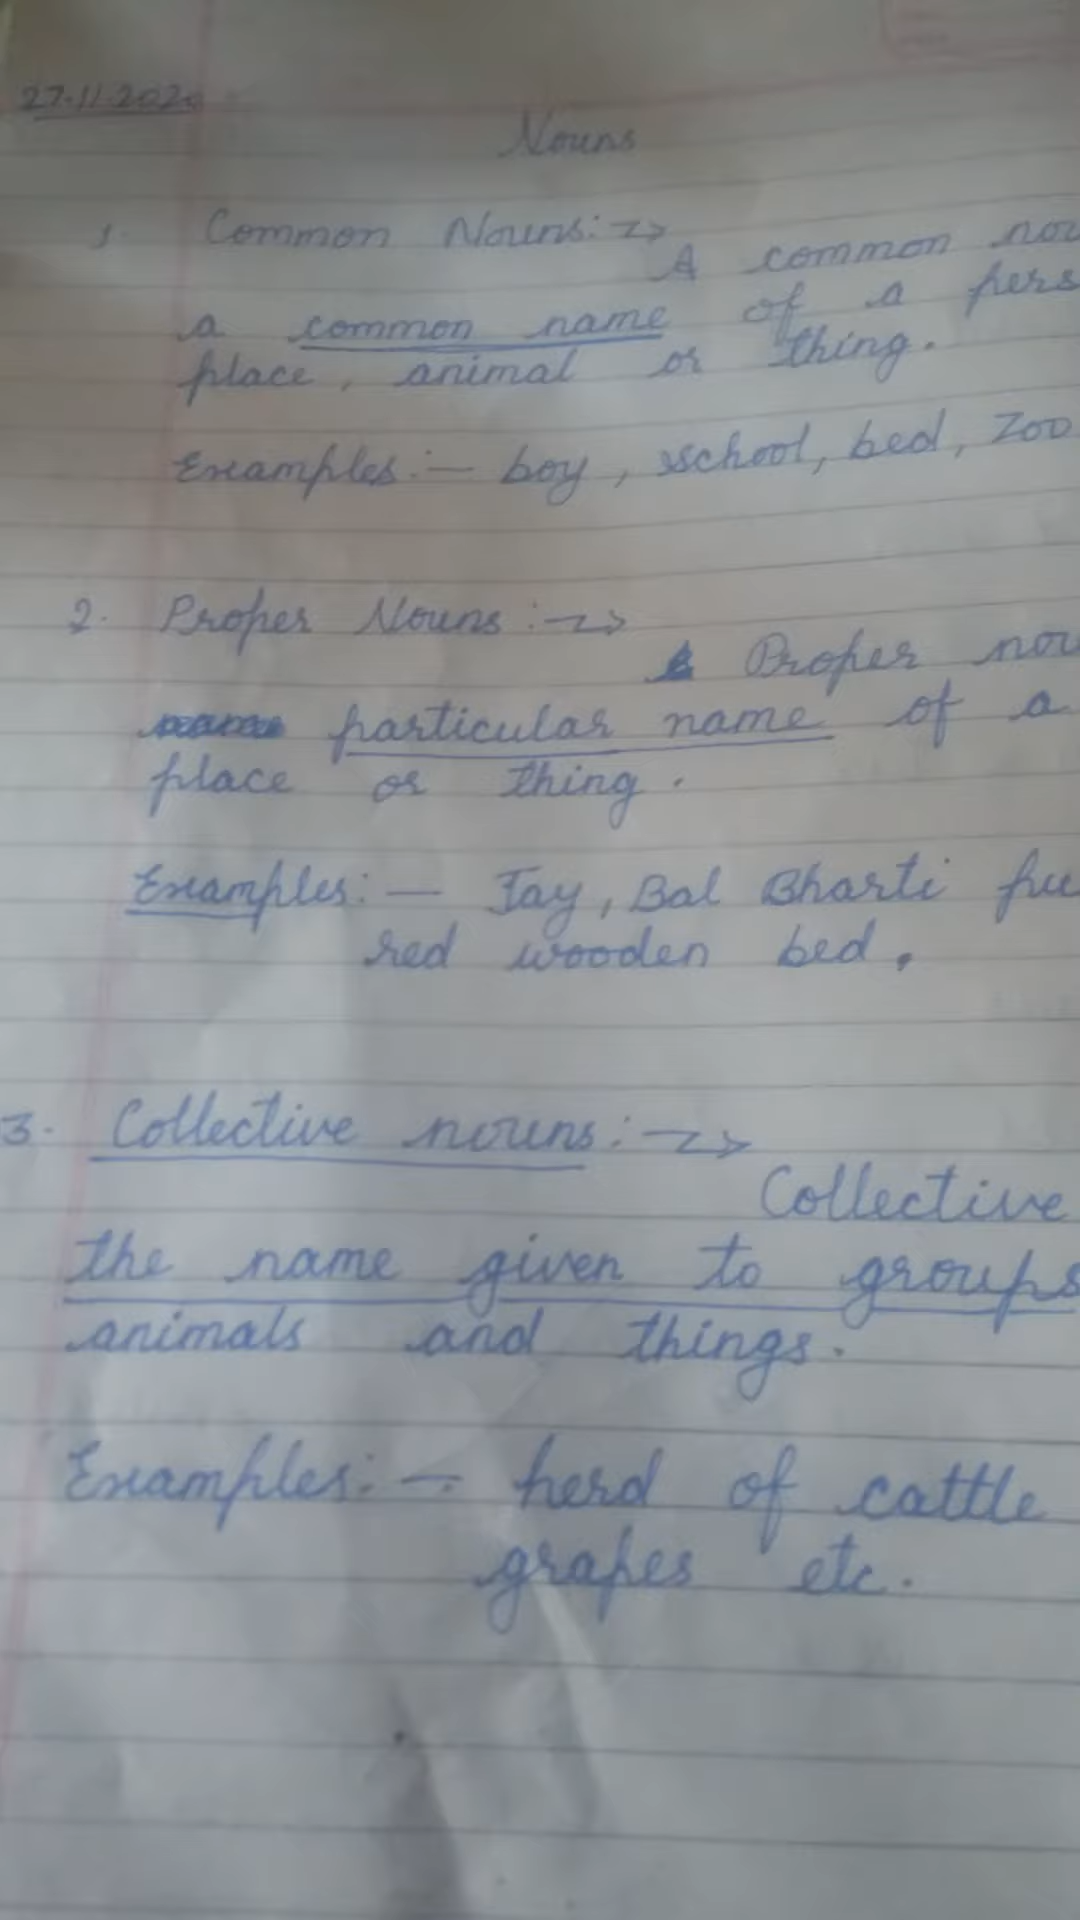 27-11-202
Nouns
1. Common Nouns:->
A common nou
a common name of a pers
place, animal or thing.
Examples:- boy, school, bed, zoo
2. Proper Nouns:->
Proper nou
particular name of a
place or thing.
Examples:- Jay, Bal Bharti pu
red wooden bed.
3. Collective nouns:->
Collective
the name given to groups
animals and things.
Examples:- herd of cattle
grapes etc.